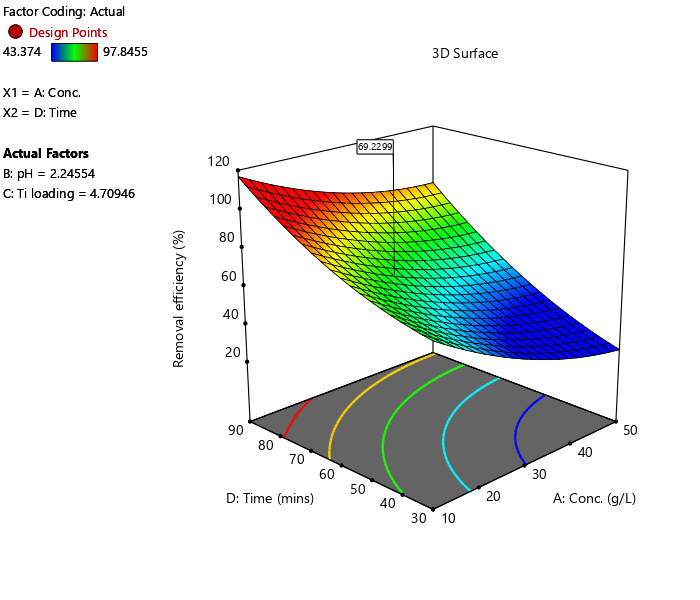 Factor Coding: Actual
Design Points
43.374 97.8455
X1 = A: Conc.
X2 = D: Time
Actual Factors
B: pH = 2.24554
C: Ti loading = 4.70946
3D Surface
69.2299
120
100
80
60
40
20
Removal efficiency (%)
90
80
70
60
50
40
30
D: Time (mins)
10
20
30
40
50
A: Conc. (g/L)